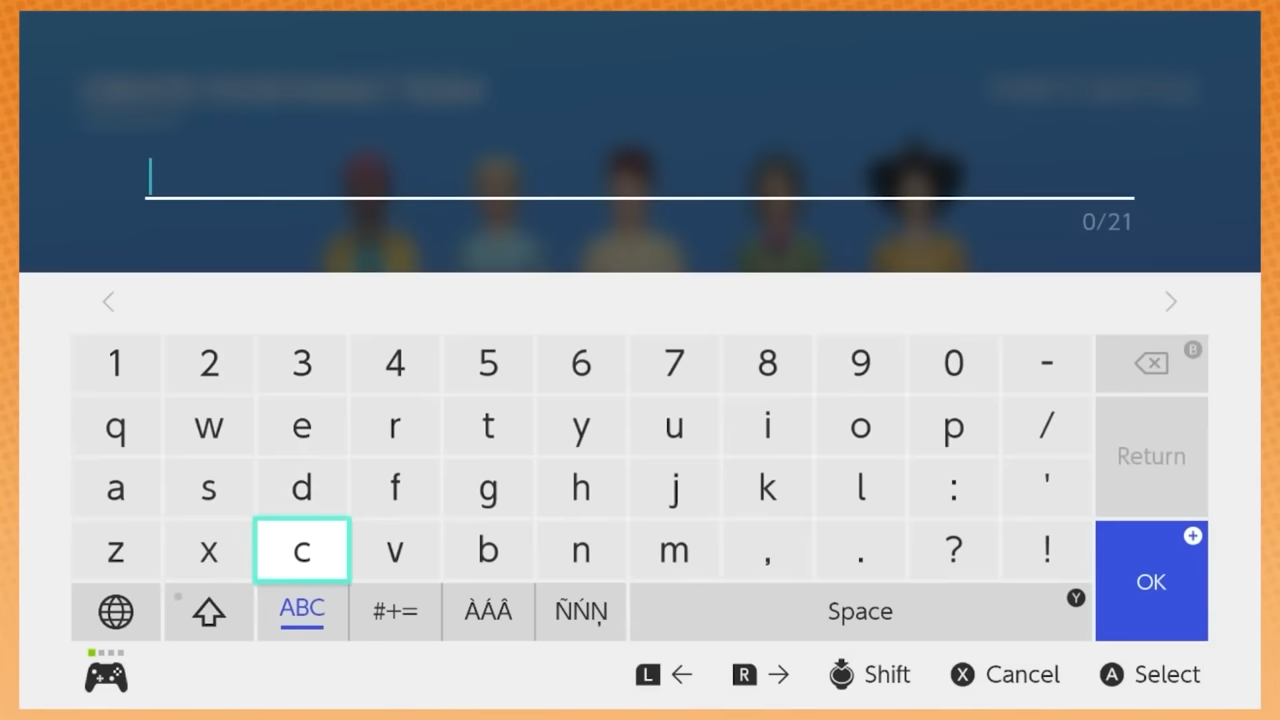 0/21
1 2 3 4 5 6 7 8 9 0 - B
q w e r t y u i o p /
Return
a s d f g h j k l : '
z x c v b n m , . ? !
OK
ABC #+= ÀÁÂ ÑŃŅ Space Y
L ← R → Shift X Cancel A Select